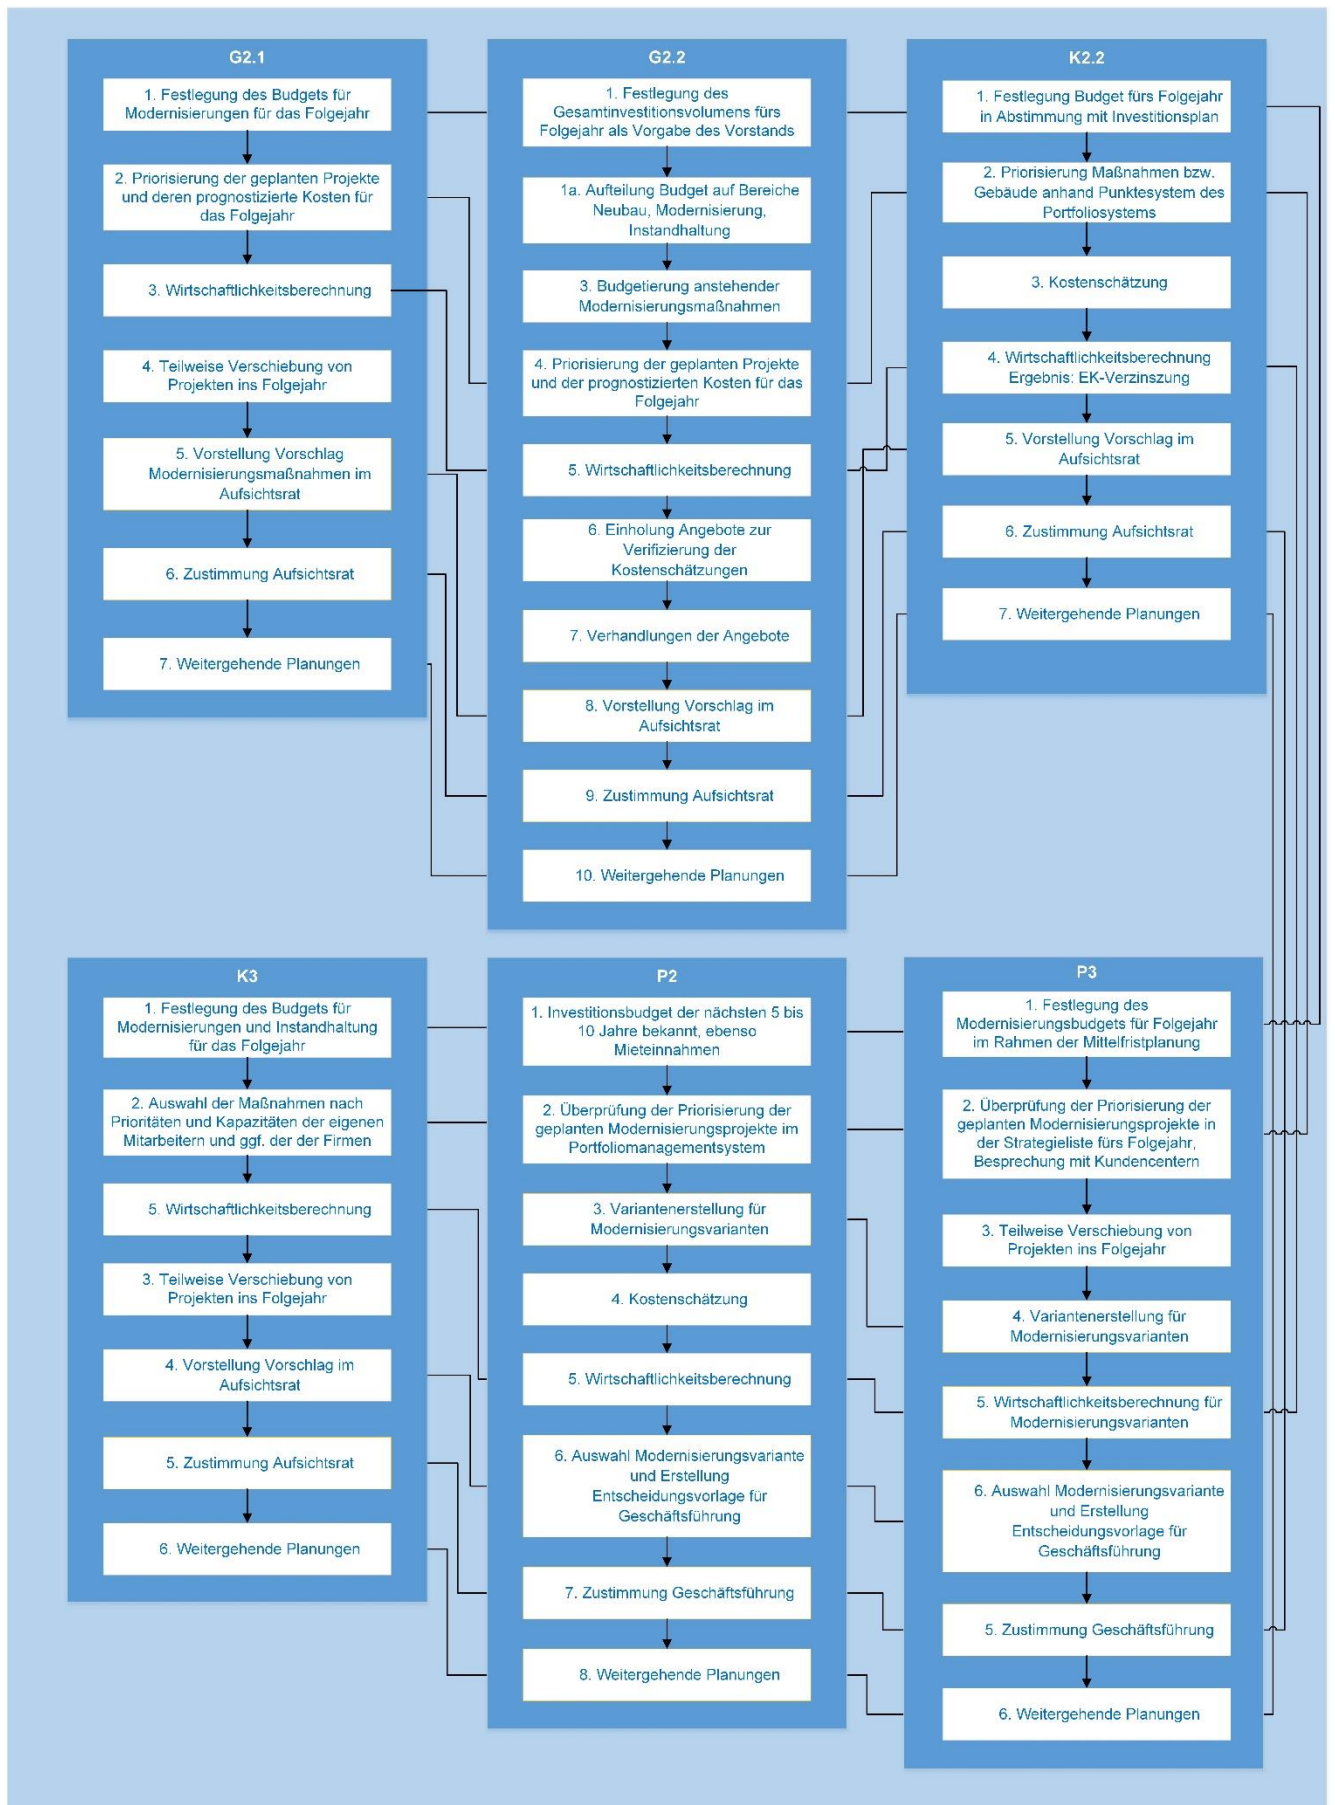 G2.1
1. Festlegung des Budgets für
Modernisierungen für das Folgejahr
2. Priorisierung der geplanten Projekte
und deren prognostizierte Kosten für
das Folgejahr
3. Wirtschaftlichkeitsberechnung
4. Teilweise Verschiebung von
Projekten ins Folgejahr
5. Vorstellung Vorschlag
Modernisierungsmaßnahmen im
Aufsichtsrat
6. Zustimmung Aufsichtsrat
7. Weitergehende Planungen
G2.2
1. Festlegung des
Gesamtinvestitionsvolumens fürs
Folgejahr als Vorgabe des Vorstands
1a. Aufteilung Budget auf Bereiche
Neubau, Modernisierung,
Instandhaltung
3. Budgetierung anstehender
Modernisierungsmaßnahmen
4. Priorisierung der geplanten Projekte
und der prognostizierten Kosten für das
Folgejahr
5. Wirtschaftlichkeitsberechnung
6. Einholung Angebote zur
Verifizierung der
Kostenschätzungen
7. Verhandlungen der Angebote
8. Vorstellung Vorschlag im
Aufsichtsrat
9. Zustimmung Aufsichtsrat
10. Weitergehende Planungen
K2.2
1. Festlegung Budget fürs Folgejahr
in Abstimmung mit Investitionsplan
2. Priorisierung Maßnahmen bzw.
Gebäude anhand Punktesystem des
Portfoliosystems
3. Kostenschätzung
4. Wirtschaftlichkeitsberechnung
Ergebnis: EK-Verzinszung
5. Vorstellung Vorschlag im
Aufsichtsrat
6. Zustimmung Aufsichtsrat
7. Weitergehende Planungen
K3
1. Festlegung des Budgets für
Modernisierungen und Instandhaltung
für das Folgejahr
2. Auswahl der Maßnahmen nach
Prioritäten und Kapazitäten der eigenen
Mitarbeitern und ggf. der der Firmen
5. Wirtschaftlichkeitsberechnung
3. Teilweise Verschiebung von
Projekten ins Folgejahr
4. Vorstellung Vorschlag im
Aufsichtsrat
5. Zustimmung Aufsichtsrat
6. Weitergehende Planungen
P2
1. Investitionsbudget der nächsten 5 bis
10 Jahre bekannt, ebenso
Mieteinnahmen
2. Überprüfung der Priorisierung der
geplanten Modernisierungsprojekte im
Portfoliomanagementsystem
3. Variantenerstellung für
Modernisierungsvarianten
4. Kostenschätzung
5. Wirtschaftlichkeitsberechnung
6. Auswahl Modernisierungsvariante
und Erstellung
Entscheidungsvorlage für
Geschäftsführung
7. Zustimmung Geschäftsführung
8. Weitergehende Planungen
P3
1. Festlegung des
Modernisierungsbudgets für Folgejahr
im Rahmen der Mittelfristplanung
2. Überprüfung der Priorisierung der
geplanten Modernisierungsprojekte in
der Strategieliste fürs Folgejahr,
Besprechung mit Kundencentern
3. Teilweise Verschiebung von
Projekten ins Folgejahr
4. Variantenerstellung für
Modernisierungsvarianten
5. Wirtschaftlichkeitsberechnung für
Modernisierungsvarianten
6. Auswahl Modernisierungsvariante
und Erstellung
Entscheidungsvorlage für
Geschäftsführung
5. Zustimmung Geschäftsführung
6. Weitergehende Planungen